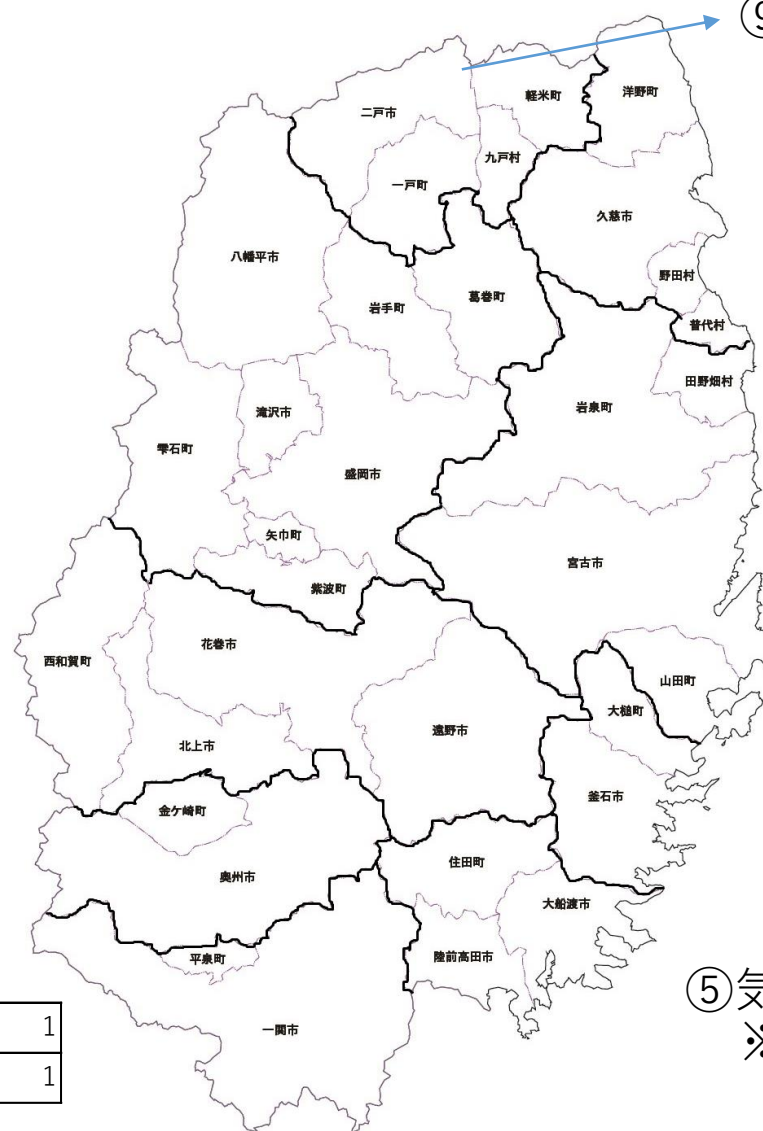 ⑨
軽米町
洋野町
二戸市
九戸村
一戸町
久慈市
八幡平市
野田村
葛巻町
岩手町
普代村
田野畑村
岩泉町
滝沢市
雫石町
盛岡市
矢巾町
宮古市
紫波町
花巻市
西和賀町
山田町
大槌町
遠野市
北上市
釜石市
金ケ崎町
住田町
奥州市
大船渡市
陸前高田市
平泉町
⑤気
※
1
一関市
1